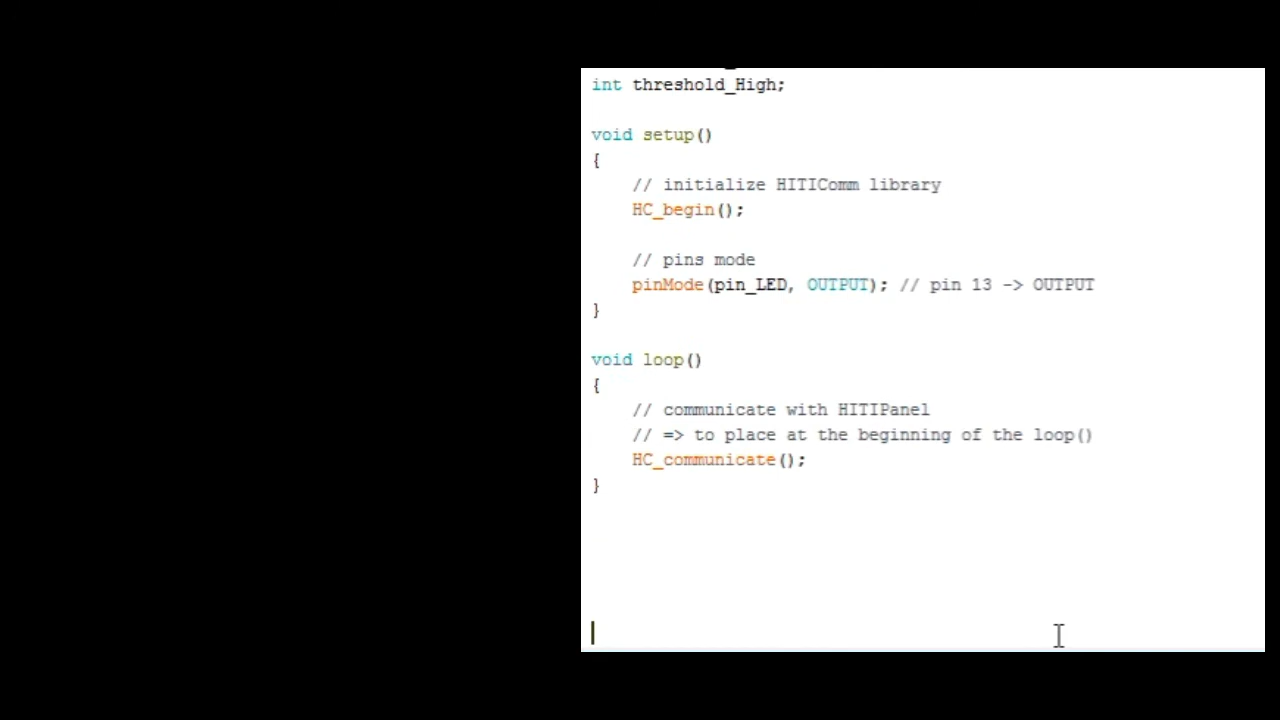 int threshold_High;
void setup()
{
// initialize HITIComm library
HC_begin();
// pins mode
pinMode(pin_LED, OUTPUT); // pin 13 -> OUTPUT
}
void loop()
{
// communicate with HITIPanel
// => to place at the beginning of the loop()
HC_communicate();
}